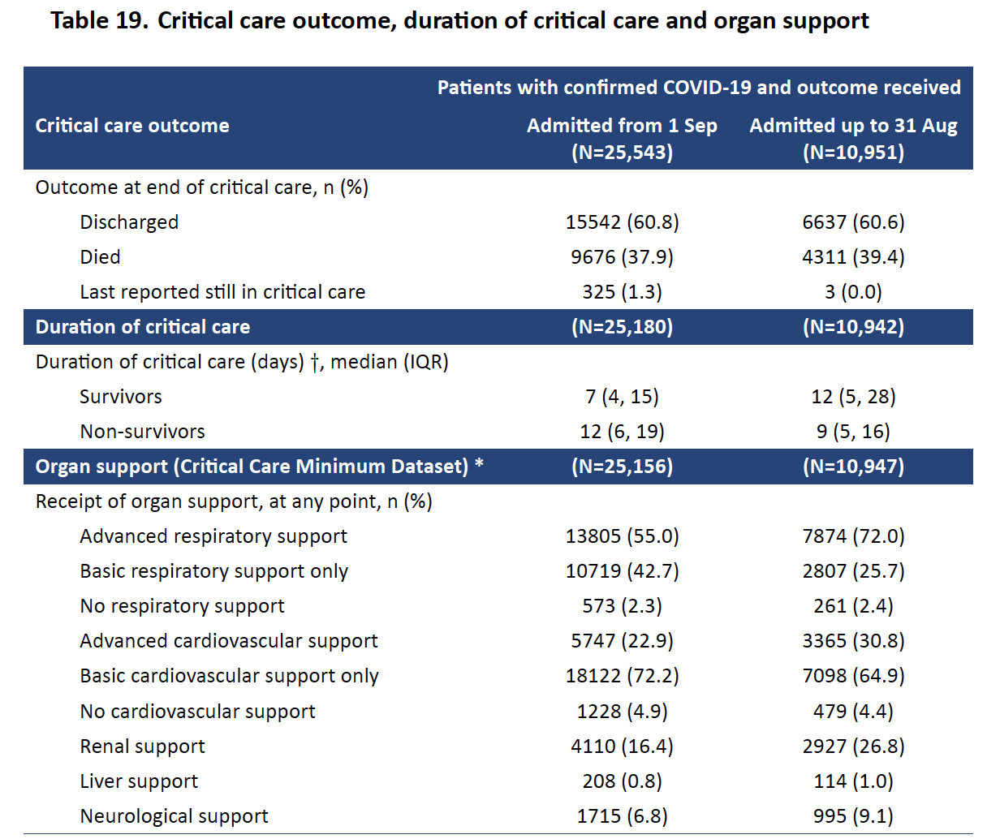 Table 19. Critical care outcome, duration of critical care and organ support
Patients with confirmed COVID-19 and outcome received
Critical care outcome Admitted from 1 Sep Admitted up to 31 Aug
(N=25,543) (N=10,951)
Outcome at end of critical care, n (%)
Discharged 15542 (60.8) 6637 (60.6)
Died 9676 (37.9) 4311 (39.4)
Last reported still in critical care 325 (1.3) 3 (0.0)
Duration of critical care (N=25,180) (N=10,942)
Duration of critical care (days) †, median (IQR)
Survivors 7 (4, 15) 12 (5, 28)
Non-survivors 12 (6, 19) 9 (5, 16)
Organ support (Critical Care Minimum Dataset) * (N=25,156) (N=10,947)
Receipt of organ support, at any point, n (%)
Advanced respiratory support 13805 (55.0) 7874 (72.0)
Basic respiratory support only 10719 (42.7) 2807 (25.7)
No respiratory support 573 (2.3) 261 (2.4)
Advanced cardiovascular support 5747 (22.9) 3365 (30.8)
Basic cardiovascular support only 18122 (72.2) 7098 (64.9)
No cardiovascular support 1228 (4.9) 479 (4.4)
Renal support 4110 (16.4) 2927 (26.8)
Liver support 208 (0.8) 114 (1.0)
Neurological support 1715 (6.8) 995 (9.1)